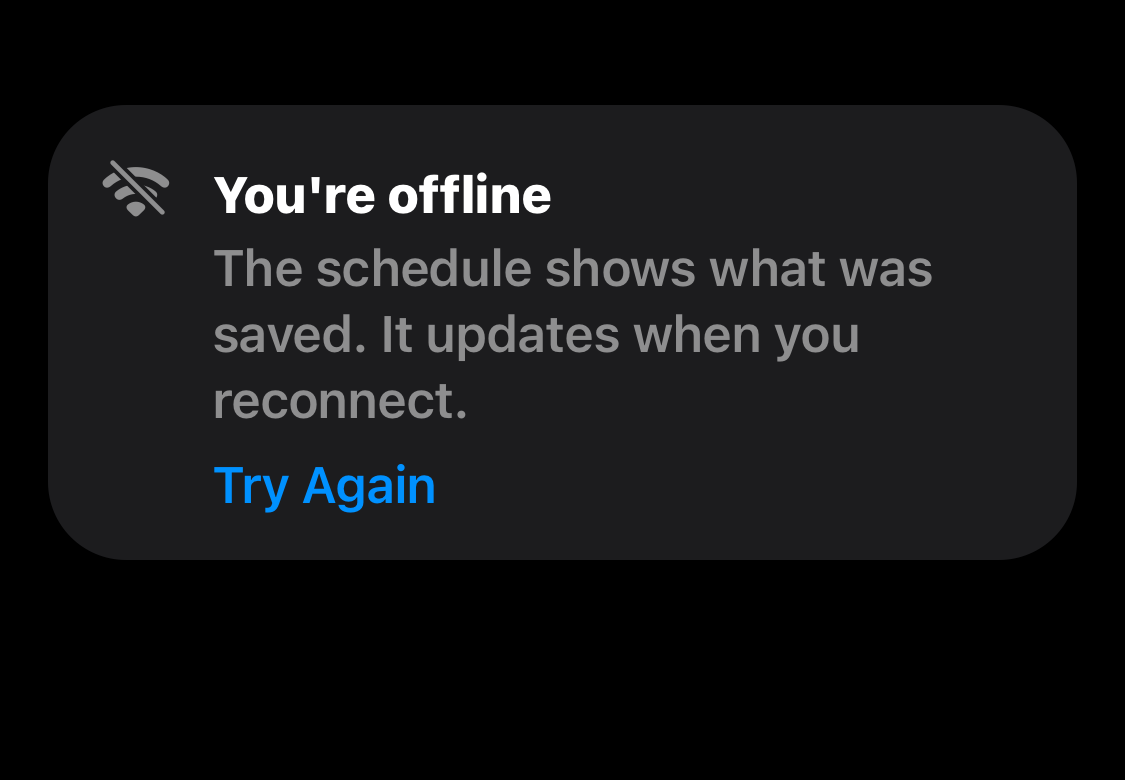 You're offline
The schedule shows what was
saved. It updates when you
reconnect.
Try Again